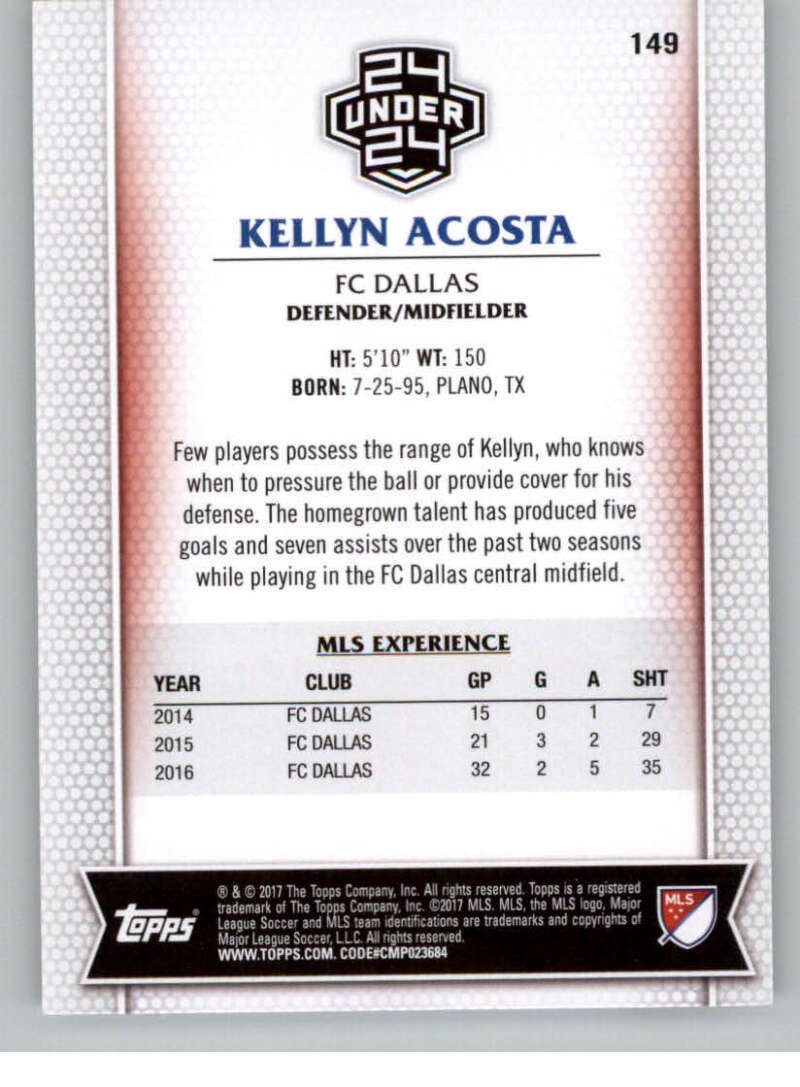 149
24
UNDER
24
KELLYN ACOSTA
FC DALLAS
DEFENDER/MIDFIELDER
HT: 5'10" WT: 150
BORN: 7-25-95, PLANO, TX
Few players possess the range of Kellyn, who knows
when to pressure the ball or provide cover for his
defense. The homegrown talent has produced five
goals and seven assists over the past two seasons
while playing in the FC Dallas central midfield.
MLS EXPERIENCE
YEAR CLUB GP G A SHT
2014 FC DALLAS 15 0 1 7
2015 FC DALLAS 21 3 2 29
2016 FC DALLAS 32 2 5 35
® & © 2017 The Topps Company, Inc. All rights reserved. Topps is a registered
trademark of The Topps Company, Inc. ©2017 MLS. MLS, the MLS logo, Major
League Soccer and MLS team identifications are trademarks and copyrights of
Major League Soccer, L.L.C. All rights reserved.
WWW.TOPPS.COM. CODE#CMP023684
topps®
MLS